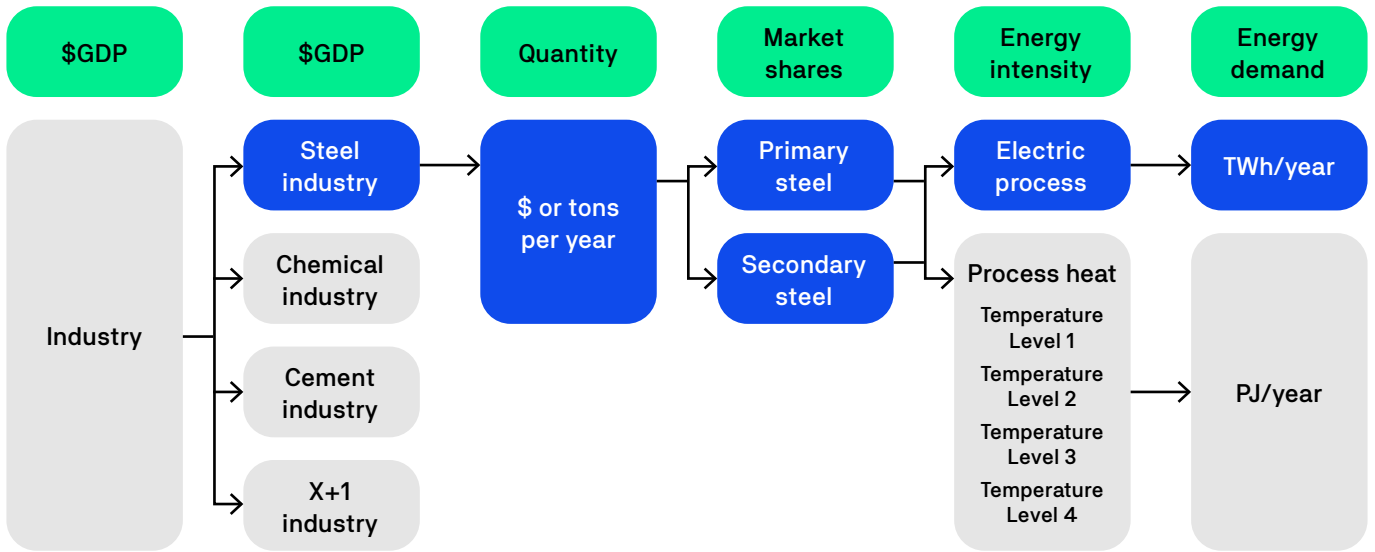 $GDP
$GDP
Quantity
Market
shares
Energy
intensity
Energy
demand
Industry
Steel
industry
Chemical
industry
Cement
industry
X+1
industry
$ or tons
per year
Primary
steel
Secondary
steel
Electric
process
Process heat
Temperature
Level 1
Temperature
Level 2
Temperature
Level 3
Temperature
Level 4
TWh/year
PJ/year